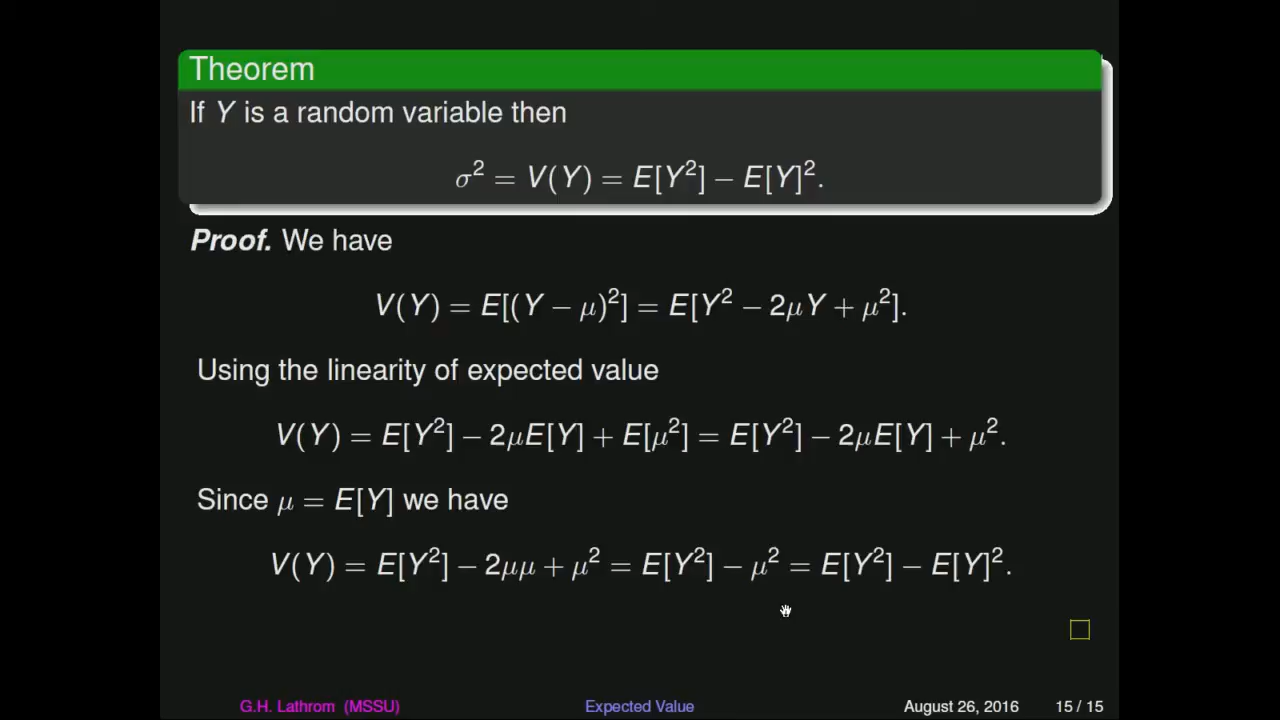 Theorem
If Y is a random variable then
σ² = V(Y) = E[Y²] − E[Y]².
Proof. We have
V(Y) = E[(Y − μ)²] = E[Y² − 2μY + μ²].
Using the linearity of expected value
V(Y) = E[Y²] − 2μE[Y] + E[μ²] = E[Y²] − 2μE[Y] + μ².
Since μ = E[Y] we have
V(Y) = E[Y²] − 2μμ + μ² = E[Y²] − μ² = E[Y²] − E[Y]².
□
G.H. Lathrom (MSSU) Expected Value August 26, 2016 15 / 15